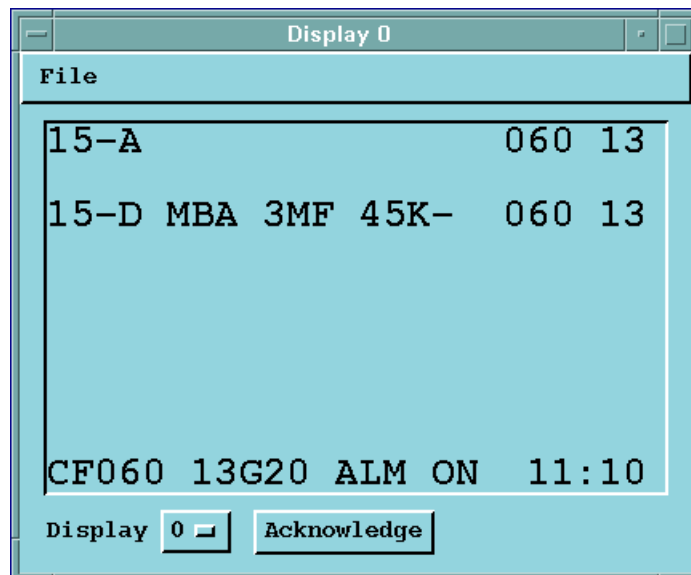 Display 0
File
15-A 060 13
15-D MBA 3MF 45K- 060 13
CF060 13G20 ALM ON 11:10
Display 0 Acknowledge